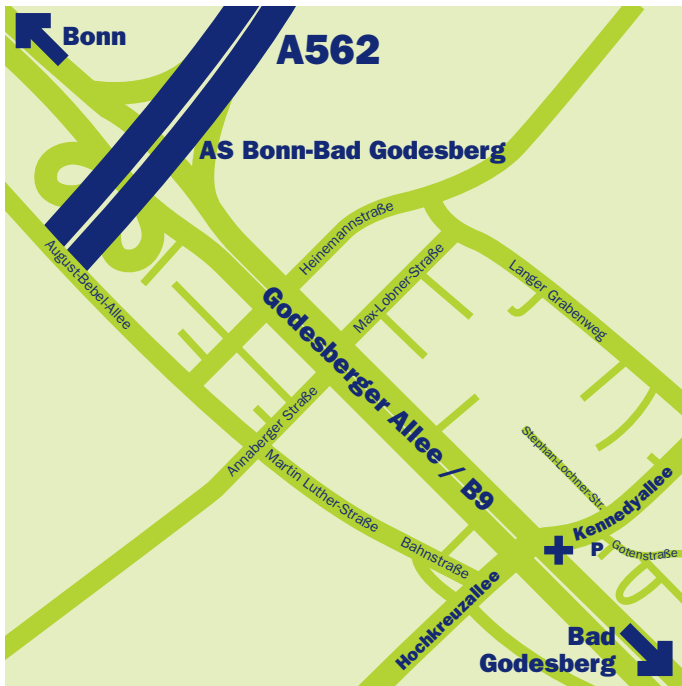 Bonn
A562
AS Bonn-Bad Godesberg
Heinemannstraße
August-Bebel-Allee
Max-Lobner-Straße
Langer Grabenweg
Godesberger Allee / B9
Annaberger Straße
Stephan-Lochner-Str.
Martin Luther-Straße
Kennedyallee
Bahnstraße
P
Gotenstraße
Hochkreuzallee
Bad
Godesberg